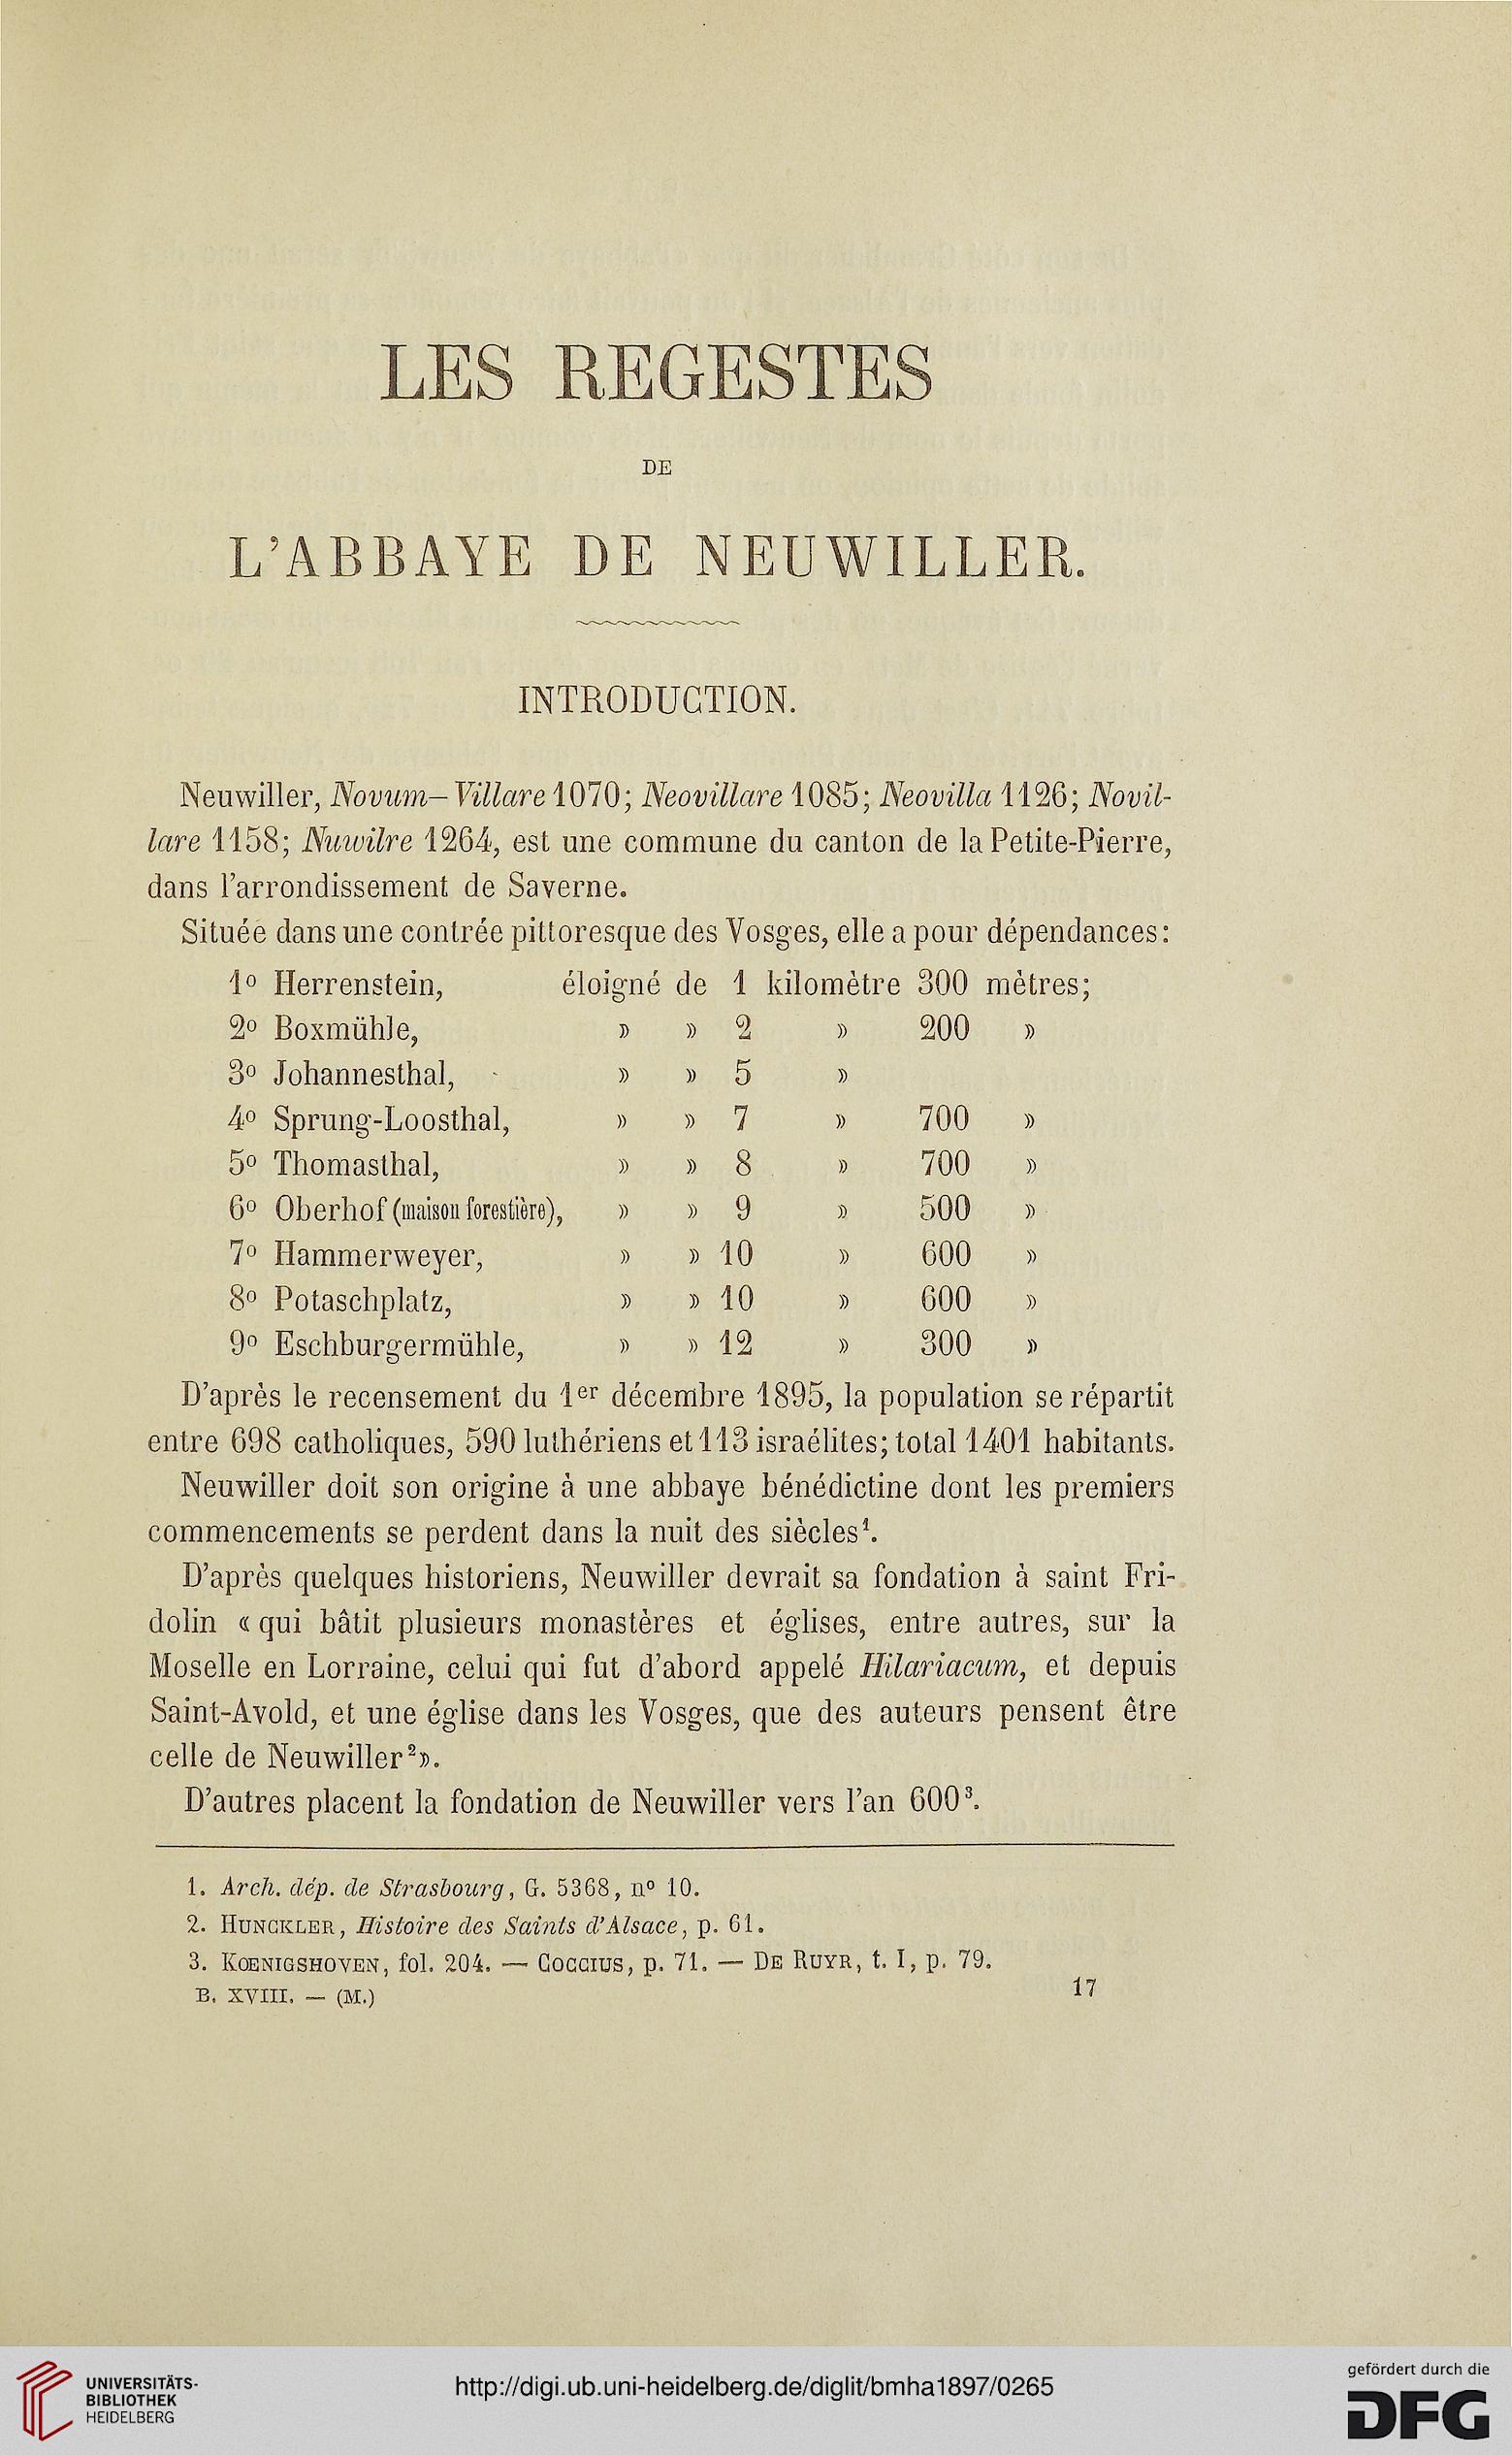 LES REGESTES
DE
L'ABBAYE DE NEUWILLER.
INTRODUCTION.
Neuwiller, Novum-Villare 1070; Neovillare 1085; Neovilla 1126; Novil-
lare 1158; Nuwilre 1264, est une commune du canton de la Petite-Pierre,
dans l'arrondissement de Saverne.
Située dans une contrée pittoresque des Vosges, elle a pour dépendances:
1º Herrenstein, éloigné de 1 kilomètre 300 mètres;
2º Boxmühle, » » 2 » 200 »
3º Johannesthal, » » 5 »
4º Sprung-Loosthal, » » 7 » 700 »
5º Thomasthal, » » 8 » 700 »
6º Oberhof (maison forestière), » » 9 » 500 »
7º Hammerweyer, » » 10 » 600 »
8º Potaschplatz, » » 10 » 600 »
9º Eschburgermühle, » » 12 » 300 »
D'après le recensement du 1er décembre 1895, la population se répartit
entre 698 catholiques, 590 luthériens et 113 israélites; total 1401 habitants.
Neuwiller doit son origine à une abbaye bénédictine dont les premiers
commencements se perdent dans la nuit des siècles¹.
D'après quelques historiens, Neuwiller devrait sa fondation à saint Fri-
dolin « qui bâtit plusieurs monastères et églises, entre autres, sur la
Moselle en Lorraine, celui qui fut d'abord appelé Hilariacum, et depuis
Saint-Avold, et une église dans les Vosges, que des auteurs pensent être
celle de Neuwiller²».
D'autres placent la fondation de Neuwiller vers l'an 600³.
1. Arch. dép. de Strasbourg, G. 5368, nº 10.
2. HUNCKLER, Histoire des Saints d'Alsace, p. 61.
3. KŒNIGSHOVEN, fol. 204. — COCCIUS, p. 71. — DE RUYR, t. I, p. 79.
B. XVIII. — (M.) 17
UNIVERSITÄTS-
BIBLIOTHEK
HEIDELBERG
http://digi.ub.uni-heidelberg.de/diglit/bmha1897/0265
gefördert durch die
DFG